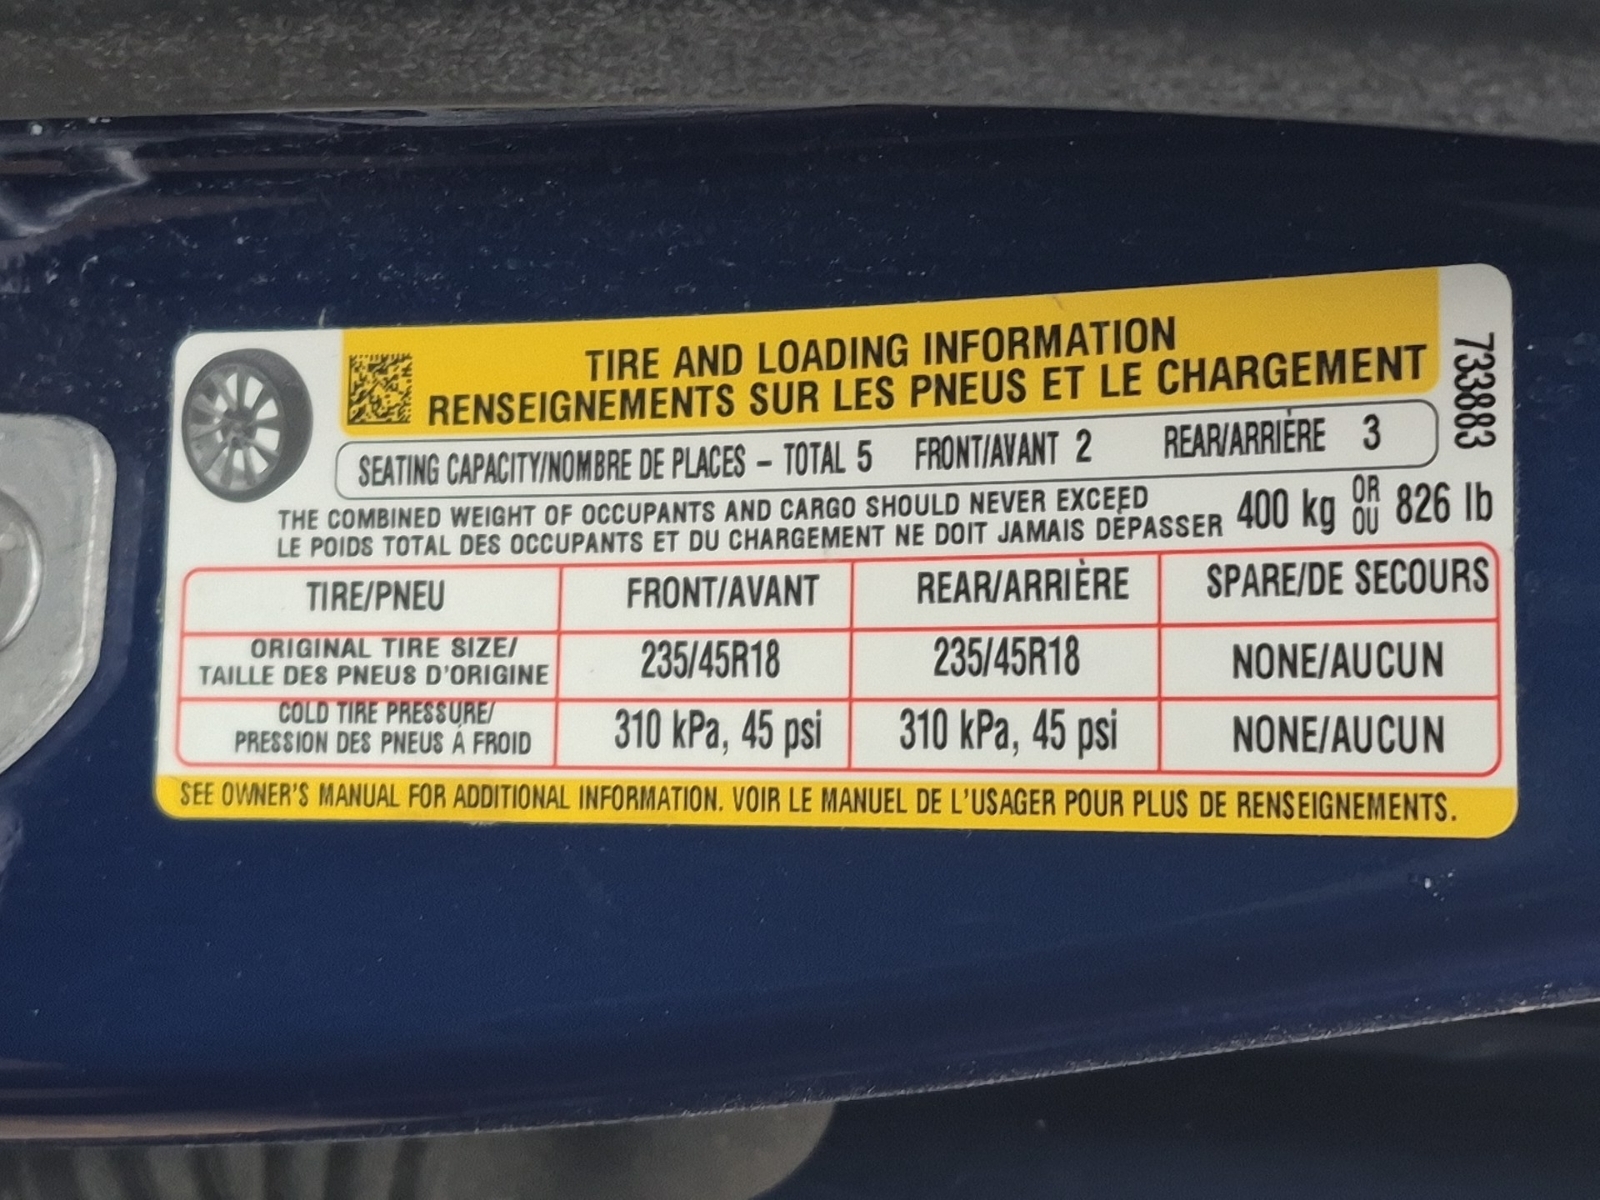 TIRE AND LOADING INFORMATION
RENSEIGNEMENTS SUR LES PNEUS ET LE CHARGEMENT
733883
SEATING CAPACITY/NOMBRE DE PLACES – TOTAL 5 FRONT/AVANT 2 REAR/ARRIÈRE 3
THE COMBINED WEIGHT OF OCCUPANTS AND CARGO SHOULD NEVER EXCEED
LE POIDS TOTAL DES OCCUPANTS ET DU CHARGEMENT NE DOIT JAMAIS DÉPASSER
400 kg OR OU 826 lb
TIRE/PNEU FRONT/AVANT REAR/ARRIÈRE SPARE/DE SECOURS
ORIGINAL TIRE SIZE/
TAILLE DES PNEUS D'ORIGINE
235/45R18 235/45R18 NONE/AUCUN
COLD TIRE PRESSURE/
PRESSION DES PNEUS À FROID
310 kPa, 45 psi 310 kPa, 45 psi NONE/AUCUN
SEE OWNER'S MANUAL FOR ADDITIONAL INFORMATION. VOIR LE MANUEL DE L'USAGER POUR PLUS DE RENSEIGNEMENTS.